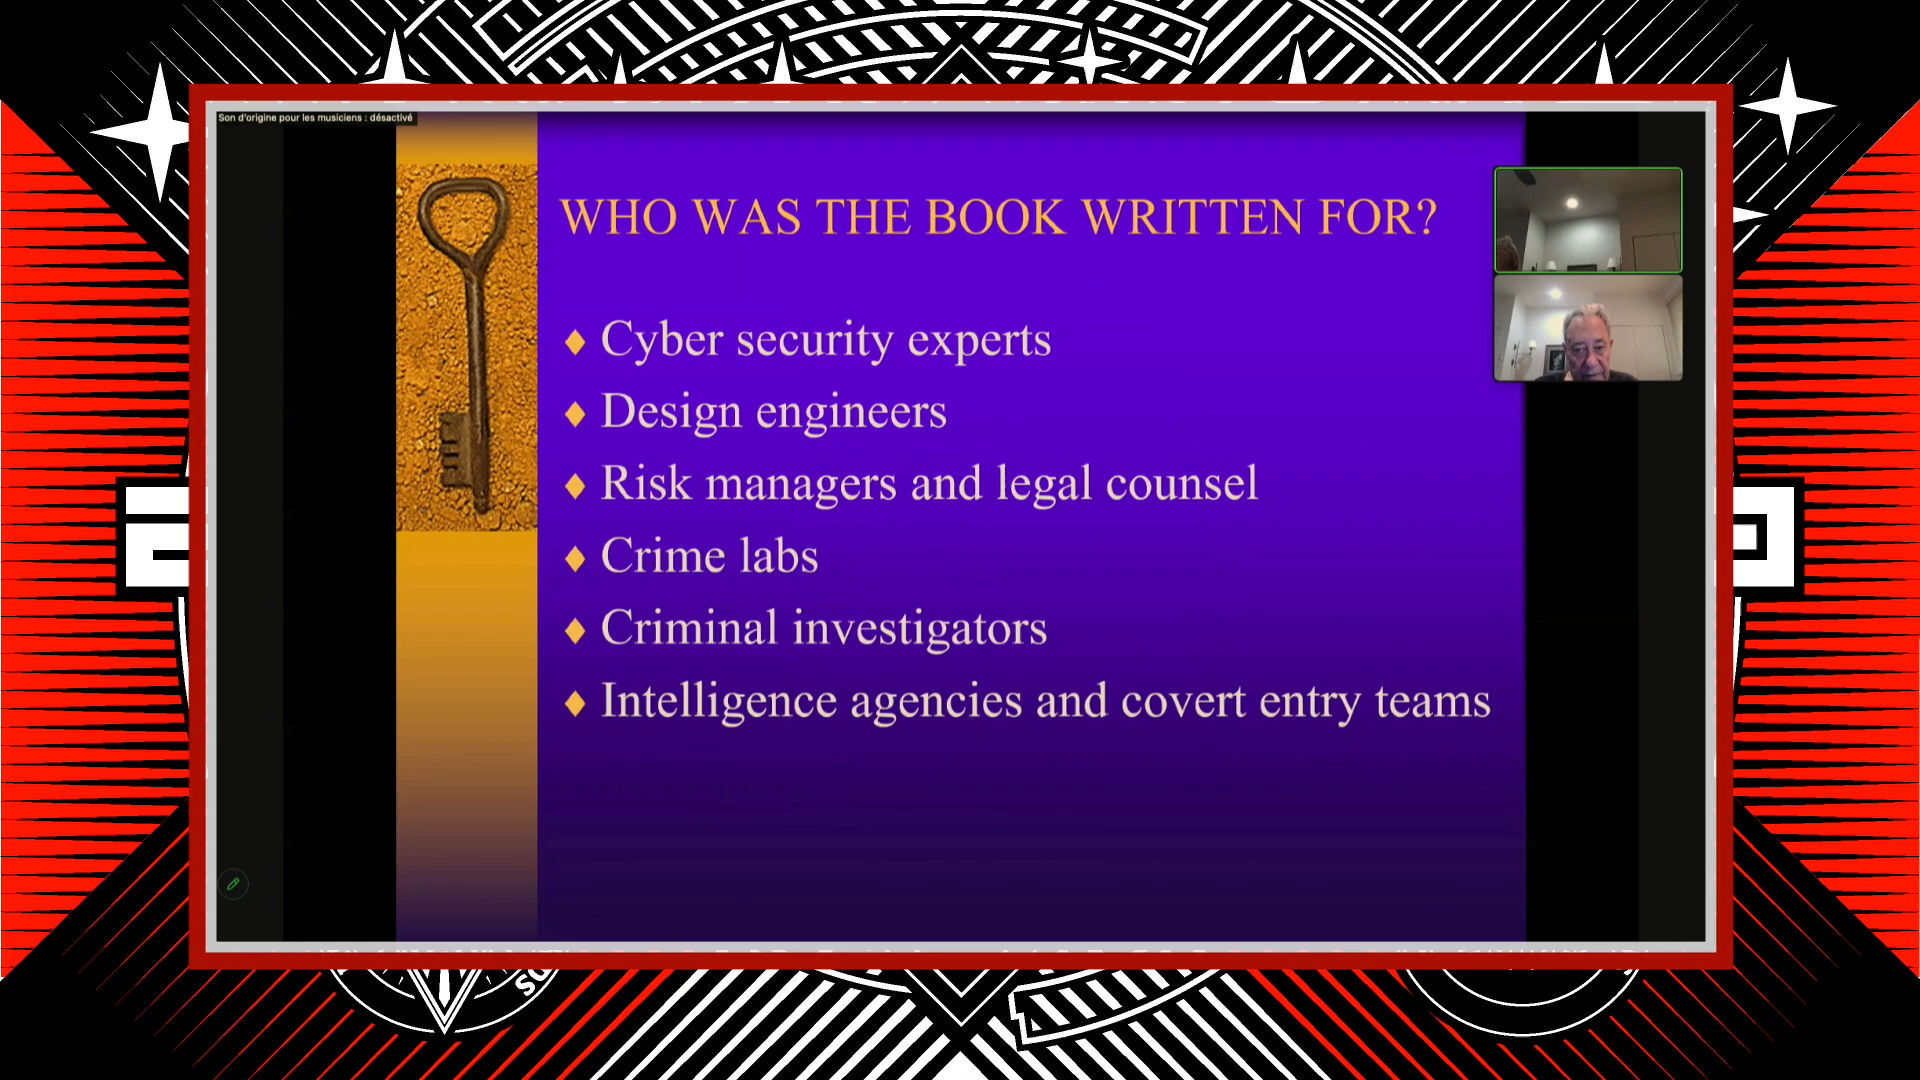 Son d'origine pour les musiciens : désactivé
WHO WAS THE BOOK WRITTEN FOR?
Cyber security experts
Design engineers
Risk managers and legal counsel
Crime labs
Criminal investigators
Intelligence agencies and covert entry teams